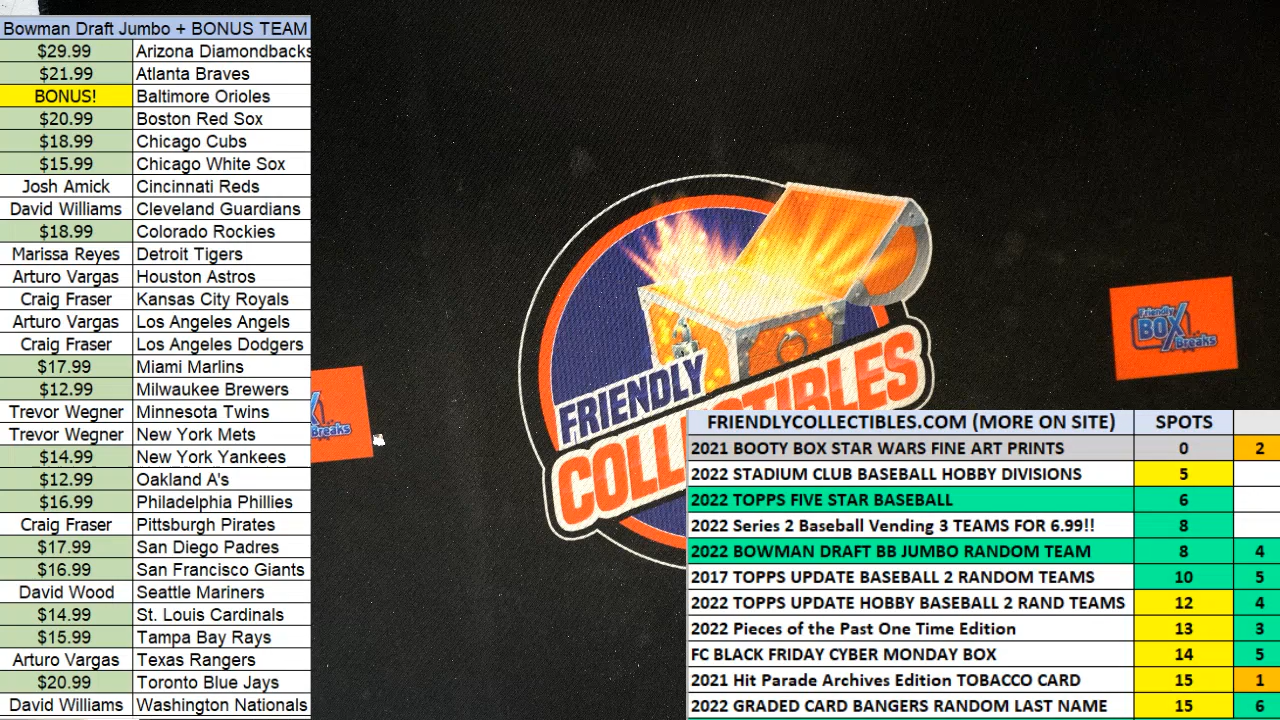 Bowman Draft Jumbo + BONUS TEAM
$29.99 Arizona Diamondbacks
$21.99 Atlanta Braves
BONUS! Baltimore Orioles
$20.99 Boston Red Sox
$18.99 Chicago Cubs
$15.99 Chicago White Sox
Josh Amick Cincinnati Reds
David Williams Cleveland Guardians
$18.99 Colorado Rockies
Marissa Reyes Detroit Tigers
Arturo Vargas Houston Astros
Craig Fraser Kansas City Royals
Arturo Vargas Los Angeles Angels
Craig Fraser Los Angeles Dodgers
$17.99 Miami Marlins
$12.99 Milwaukee Brewers
Trevor Wegner Minnesota Twins
Trevor Wegner New York Mets
$14.99 New York Yankees
$12.99 Oakland A's
$16.99 Philadelphia Phillies
Craig Fraser Pittsburgh Pirates
$17.99 San Diego Padres
$16.99 San Francisco Giants
David Wood Seattle Mariners
$14.99 St. Louis Cardinals
$15.99 Tampa Bay Rays
Arturo Vargas Texas Rangers
$20.99 Toronto Blue Jays
David Williams Washington Nationals
X
Breaks
FRIENDLY
COLLECTIBLES
Friendly
BOX
Breaks
FRIENDLYCOLLECTIBLES.COM (MORE ON SITE) SPOTS
2021 BOOTY BOX STAR WARS FINE ART PRINTS 0 2
2022 STADIUM CLUB BASEBALL HOBBY DIVISIONS 5
2022 TOPPS FIVE STAR BASEBALL 6
2022 Series 2 Baseball Vending 3 TEAMS FOR 6.99!! 8
2022 BOWMAN DRAFT BB JUMBO RANDOM TEAM 8 4
2017 TOPPS UPDATE BASEBALL 2 RANDOM TEAMS 10 5
2022 TOPPS UPDATE HOBBY BASEBALL 2 RAND TEAMS 12 4
2022 Pieces of the Past One Time Edition 13 3
FC BLACK FRIDAY CYBER MONDAY BOX 14 5
2021 Hit Parade Archives Edition TOBACCO CARD 15 1
2022 GRADED CARD BANGERS RANDOM LAST NAME 15 6